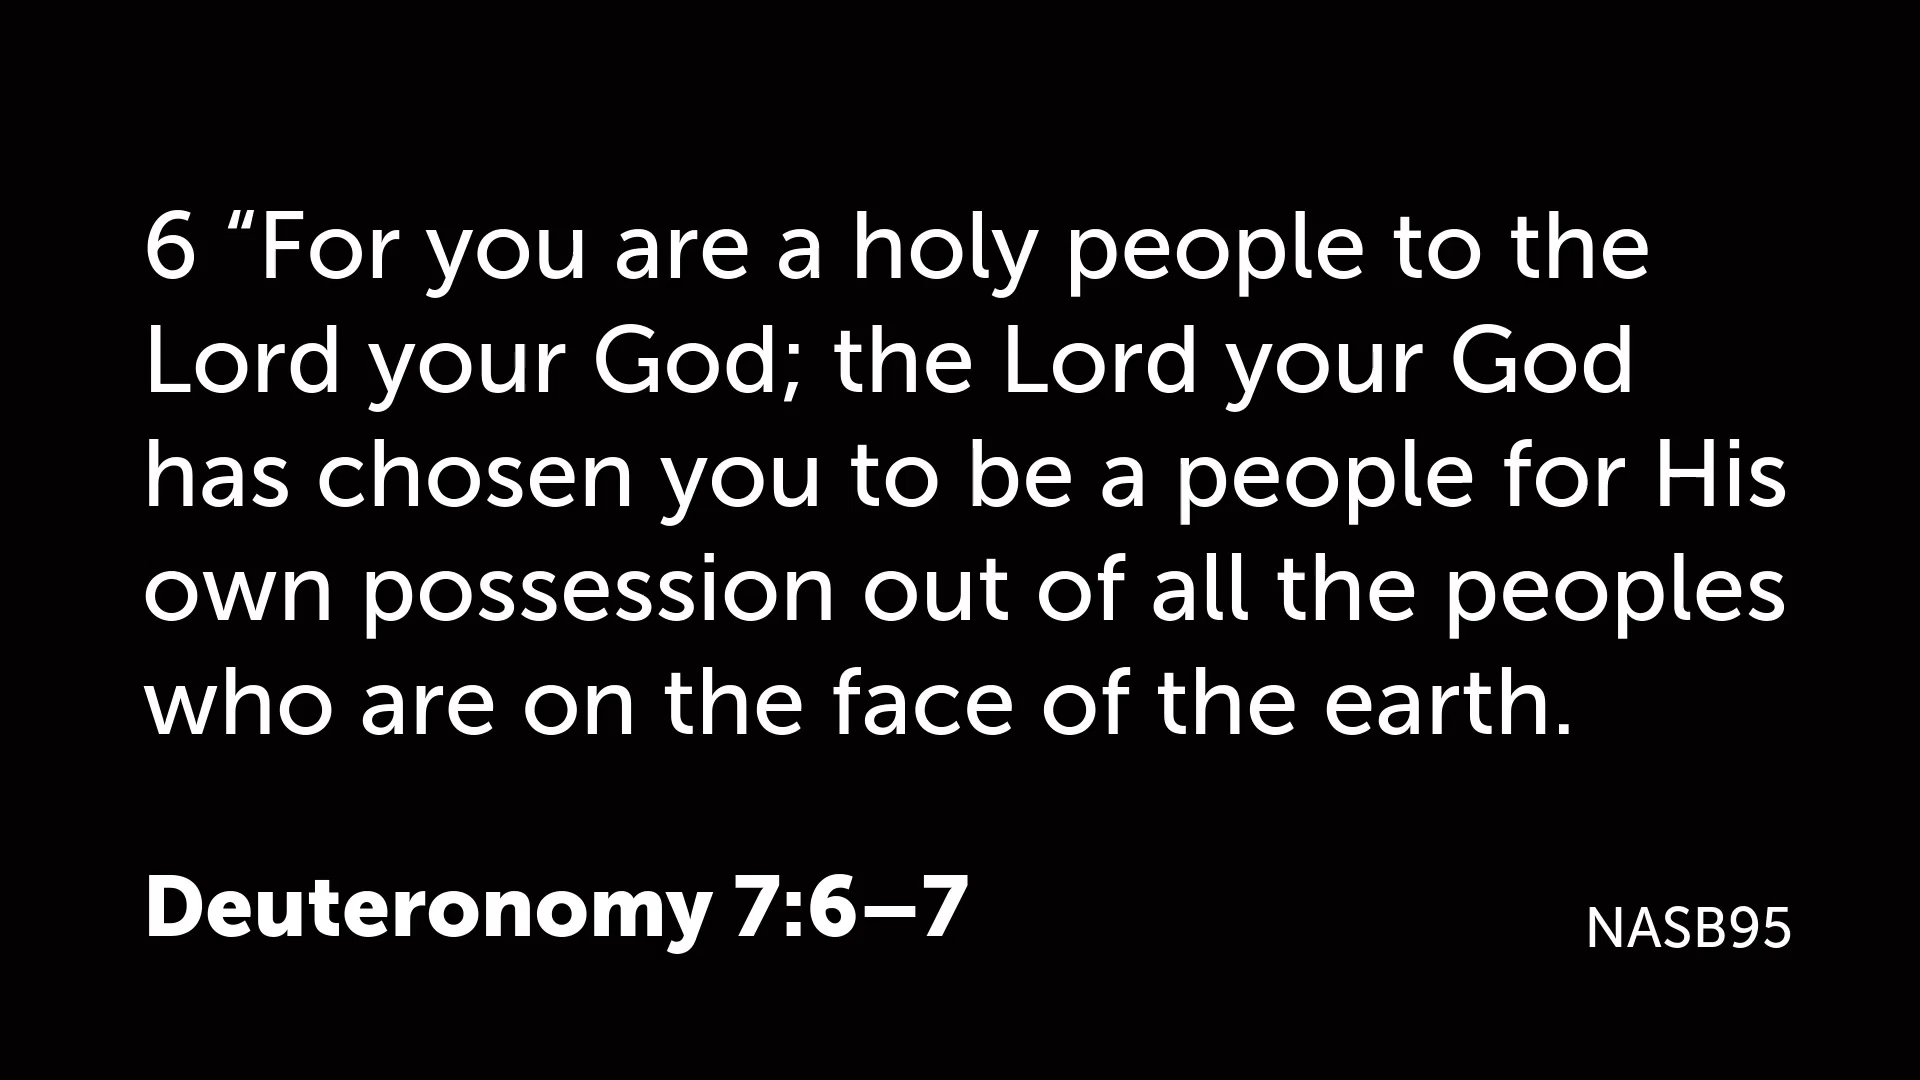 6 “For you are a holy people to the
Lord your God; the Lord your God
has chosen you to be a people for His
own possession out of all the peoples
who are on the face of the earth.
Deuteronomy 7:6–7
NASB95